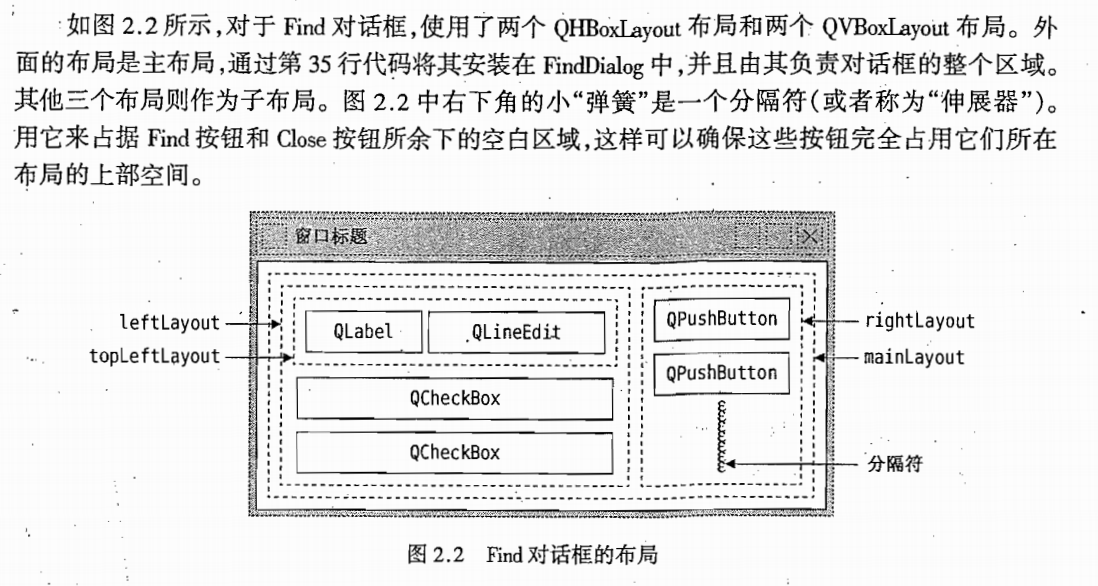 如图 2.2 所示,对于 Find 对话框,使用了两个 QHBoxLayout 布局和两个 QVBoxLayout 布局。外
面的布局是主布局,通过第 35 行代码将其安装在 FindDialog 中,并且由其负责对话框的整个区域。
其他三个布局则作为子布局。图 2.2 中右下角的小“弹簧”是一个分隔符(或者称为“伸展器”)。
用它来占据 Find 按钮和 Close 按钮所余下的空白区域,这样可以确保这些按钮完全占用它们所在
布局的上部空间。
窗口标题
leftLayout
topLeftLayout
QLabel
QLineEdit
QCheckBox
QCheckBox
QPushButton
QPushButton
rightLayout
mainLayout
分隔符
图 2.2 Find 对话框的布局